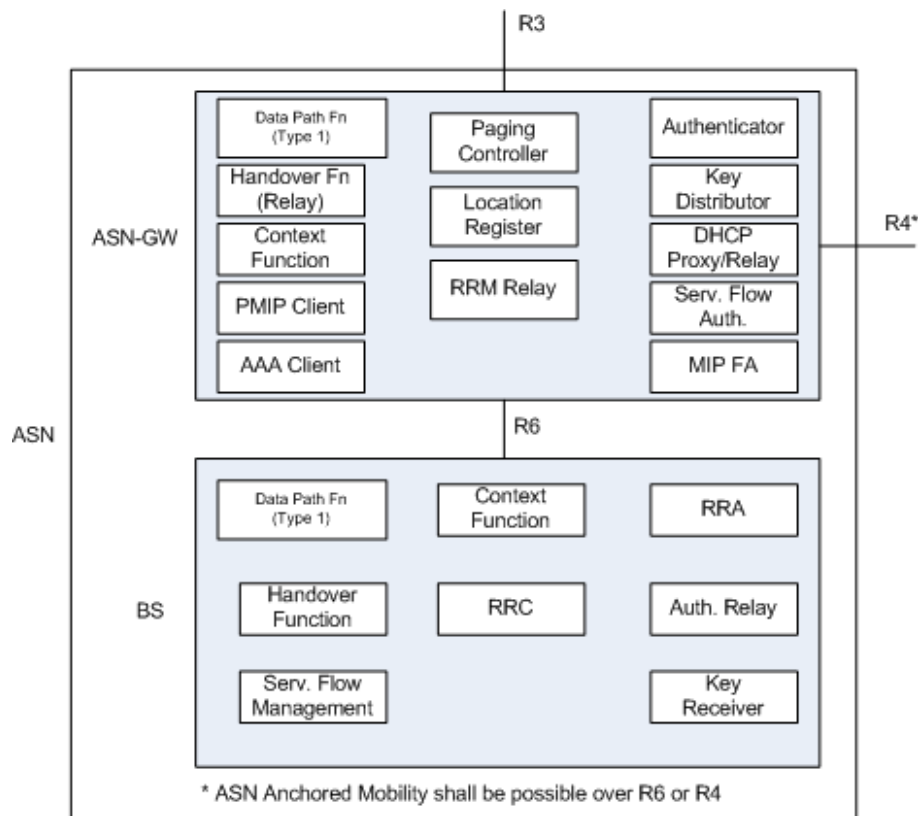 R3
Data Path Fn
(Type 1)
Paging
Controller
Authenticator
Handover Fn
(Relay)
Location
Register
Key
Distributor
ASN-GW
Context
Function
DHCP
Proxy/Relay
R4*
PMIP Client
RRM Relay
Serv. Flow
Auth.
AAA Client
MIP FA
ASN
R6
Data Path Fn
(Type 1)
Context
Function
RRA
BS
Handover
Function
RRC
Auth. Relay
Serv. Flow
Management
Key
Receiver
* ASN Anchored Mobility shall be possible over R6 or R4